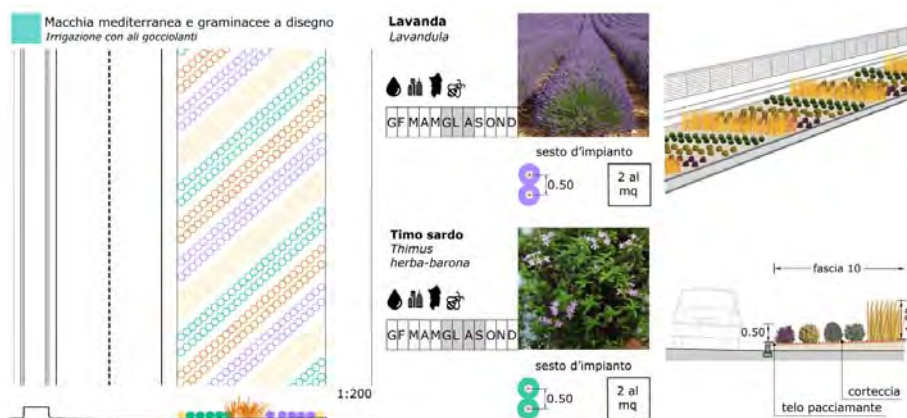 Macchia mediterranea e graminacee a disegno
Irrigazione con ali gocciolanti
1:200
Lavanda
Lavandula
GFMAMGLASOND
sesto d'impianto
0.50
2 al
mq
Timo sardo
Thimus
herba-barona
GFMAMGLASOND
sesto d'impianto
0.50
2 al
mq
fascia 10
0.50
corteccia
telo pacciamante